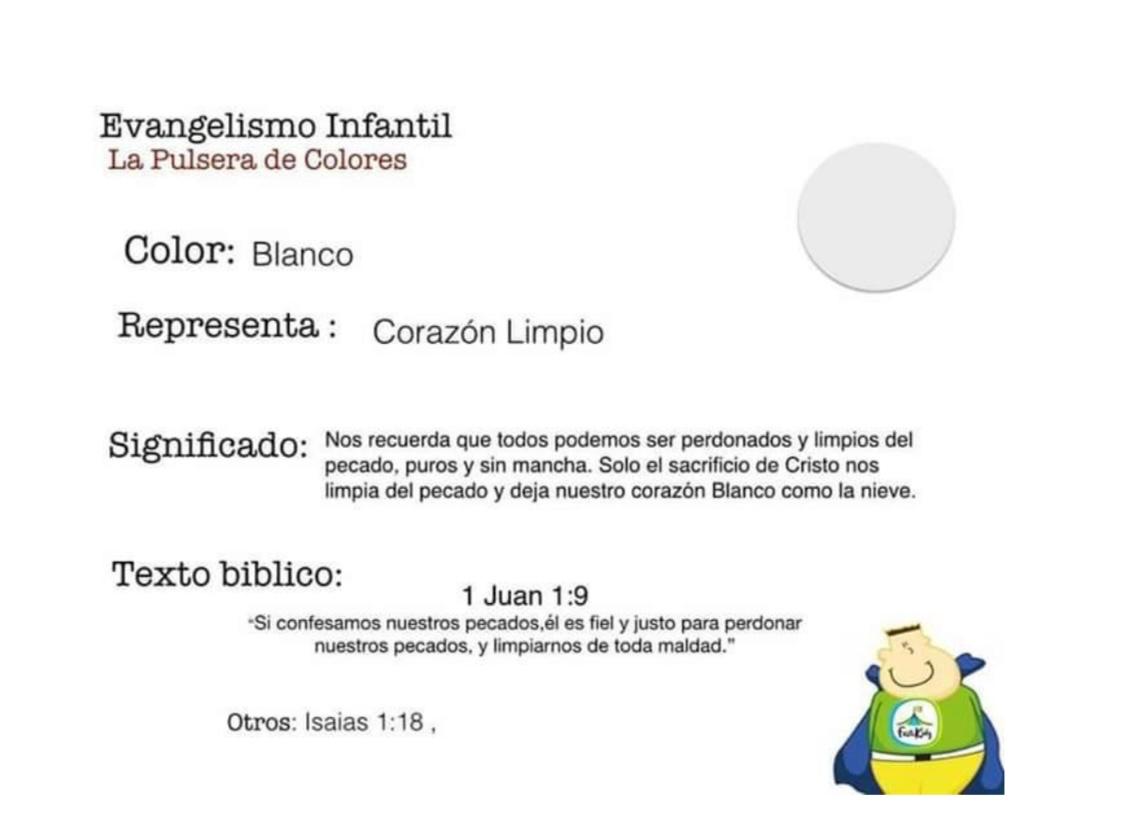 Evangelismo Infantil
La Pulsera de Colores
Color: Blanco
Representa : Corazón Limpio
Significado: Nos recuerda que todos podemos ser perdonados y limpios del
pecado, puros y sin mancha. Solo el sacrificio de Cristo nos
limpia del pecado y deja nuestro corazón Blanco como la nieve.
Texto biblico:
1 Juan 1:9
“Si confesamos nuestros pecados,él es fiel y justo para perdonar
nuestros pecados, y limpiarnos de toda maldad.”
Otros: Isaias 1:18 ,